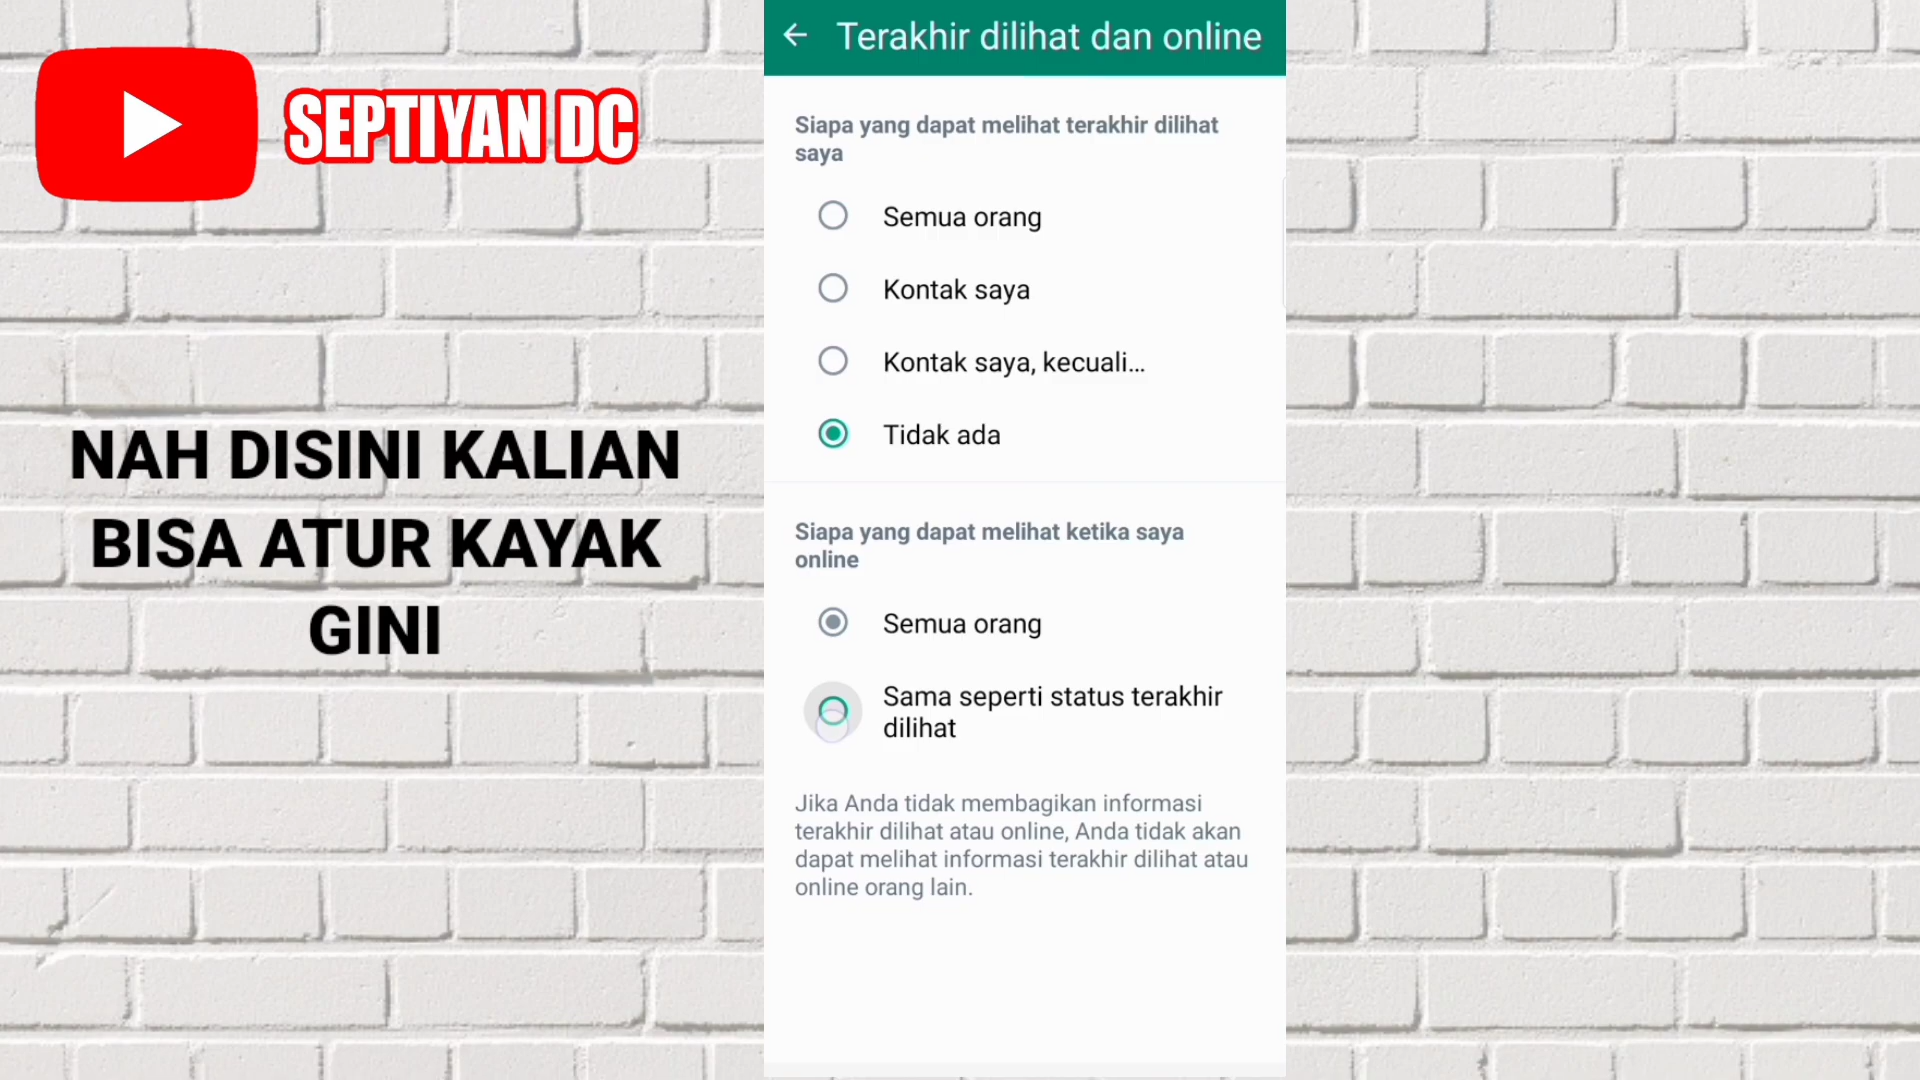 SEPTIYAN DC
NAH DISINI KALIAN
BISA ATUR KAYAK
GINI
Terakhir dilihat dan online
Siapa yang dapat melihat terakhir dilihat
saya
Semua orang
Kontak saya
Kontak saya, kecuali...
Tidak ada
Siapa yang dapat melihat ketika saya
online
Semua orang
Sama seperti status terakhir
dilihat
Jika Anda tidak membagikan informasi
terakhir dilihat atau online, Anda tidak akan
dapat melihat informasi terakhir dilihat atau
online orang lain.